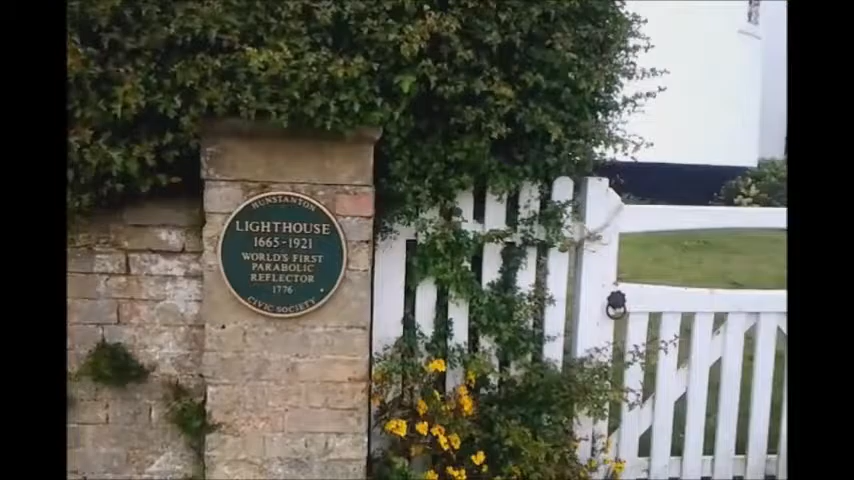 HUNSTANTON
LIGHTHOUSE
1665-1921
WORLD'S FIRST
PARABOLIC
REFLECTOR
1776
CIVIC SOCIETY